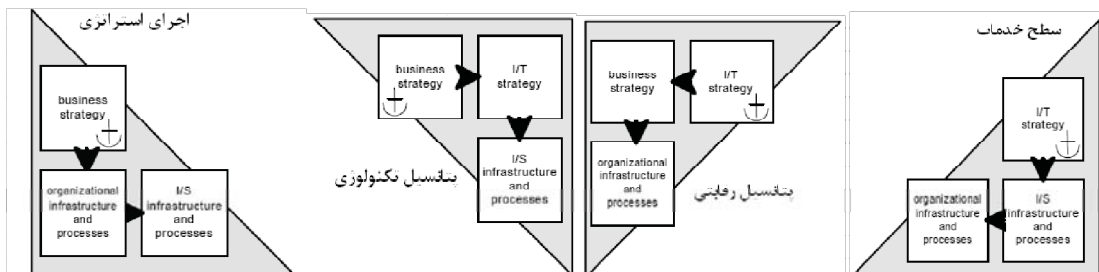 اجرای استراتژی
business
strategy
organizational
infrastructure
and
processes
I/S
infrastructure
and
processes
business
strategy
I/T
strategy
I/S
infrastructure
and
processes
پتانسیل تکنولوژی
business
strategy
I/T
strategy
organizational
infrastructure
and
processes
پتانسیل رقابتی
سطح خدمات
I/T
strategy
organizational
infrastructure
and
processes
I/S
infrastructure
and
processes